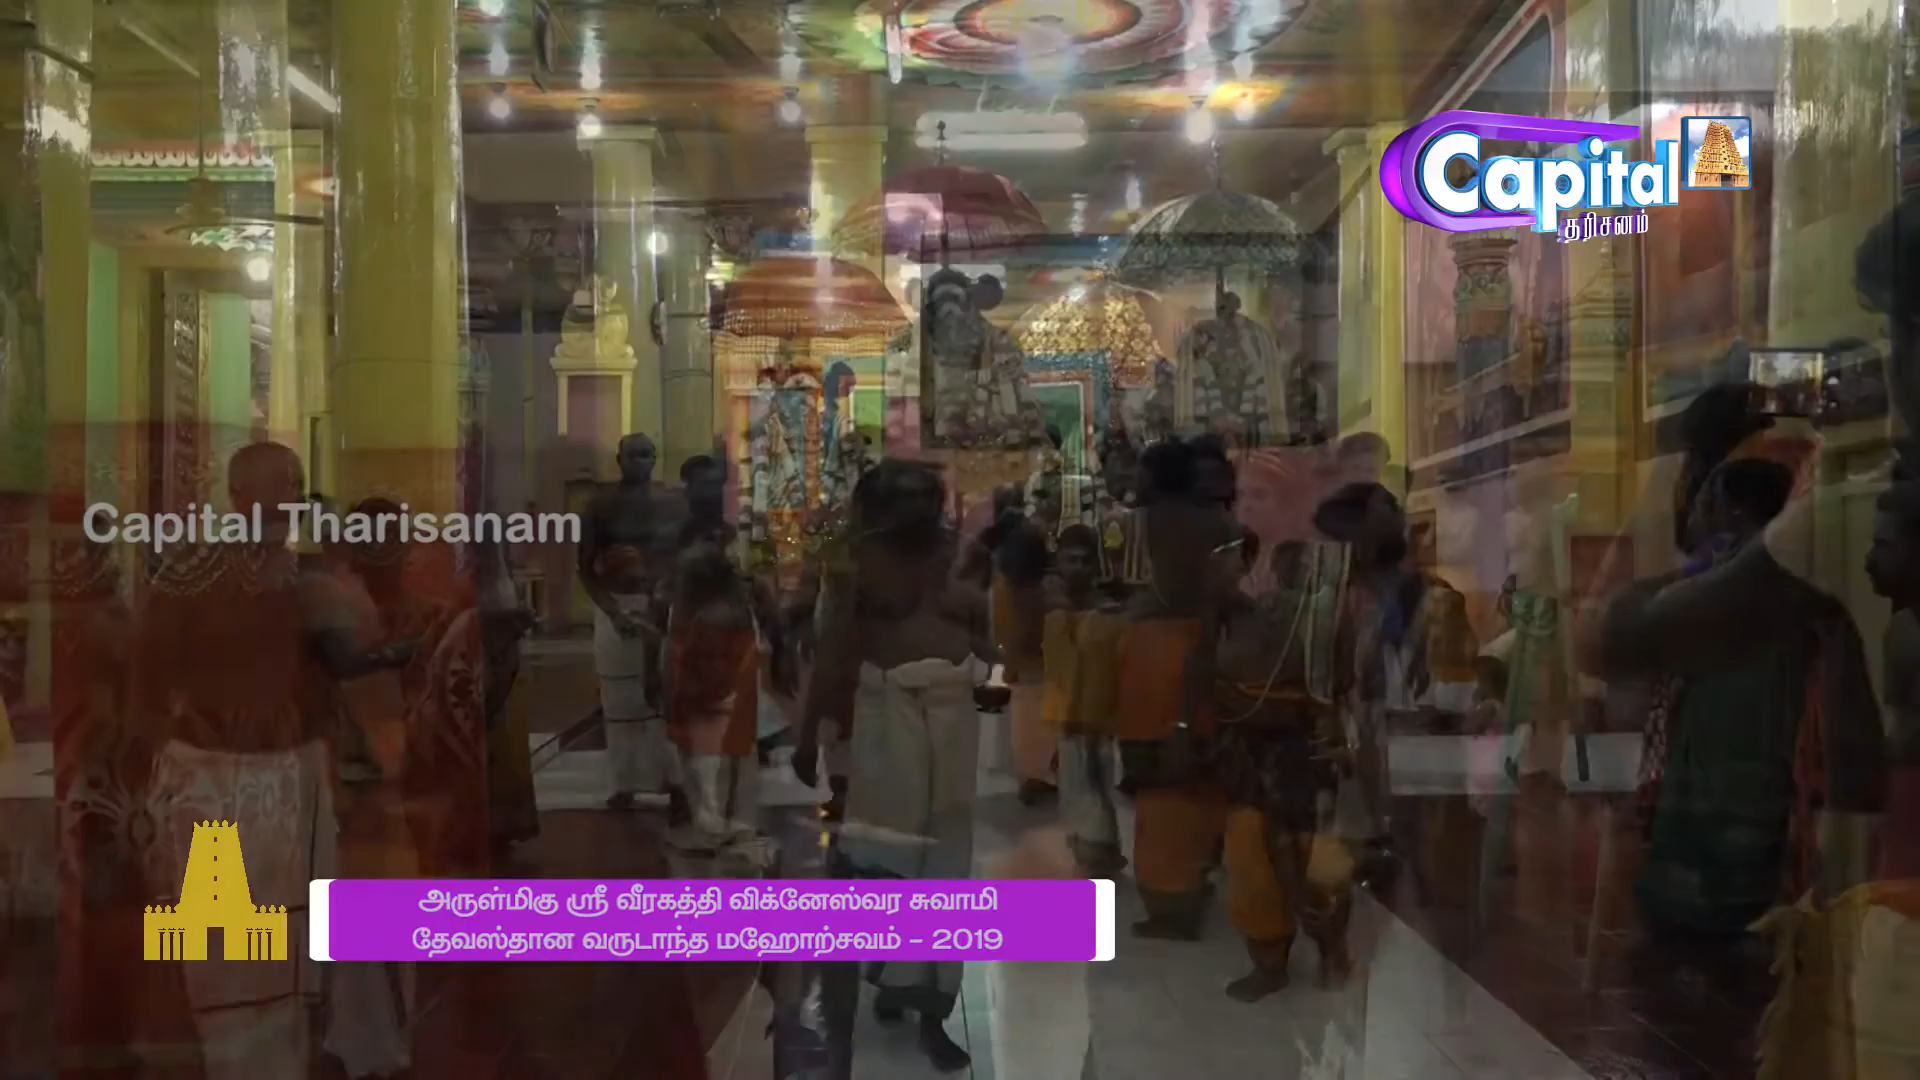 Capital
தரிசனம்
Capital Tharisanam
அருள்மிகு ஸ்ரீ வீரகத்தி விக்னேஸ்வர சுவாமி
தேவஸ்தான வருடாந்த மஹோற்சவம் – 2019